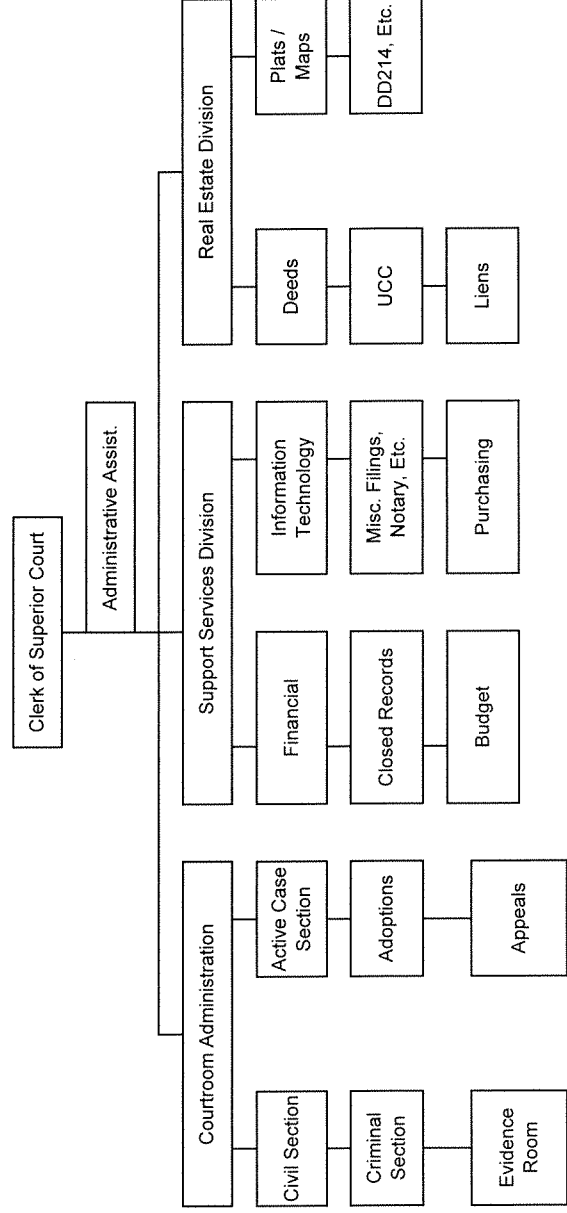 Clerk of Superior Court
Administrative Assist.
Courtroom Administration
Civil Section
Criminal
Section
Evidence
Room
Active Case
Section
Adoptions
Appeals
Support Services Division
Financial
Closed Records
Budget
Information
Technology
Misc. Filings,
Notary, Etc.
Purchasing
Real Estate Division
Deeds
UCC
Liens
Plats /
Maps
DD214, Etc.